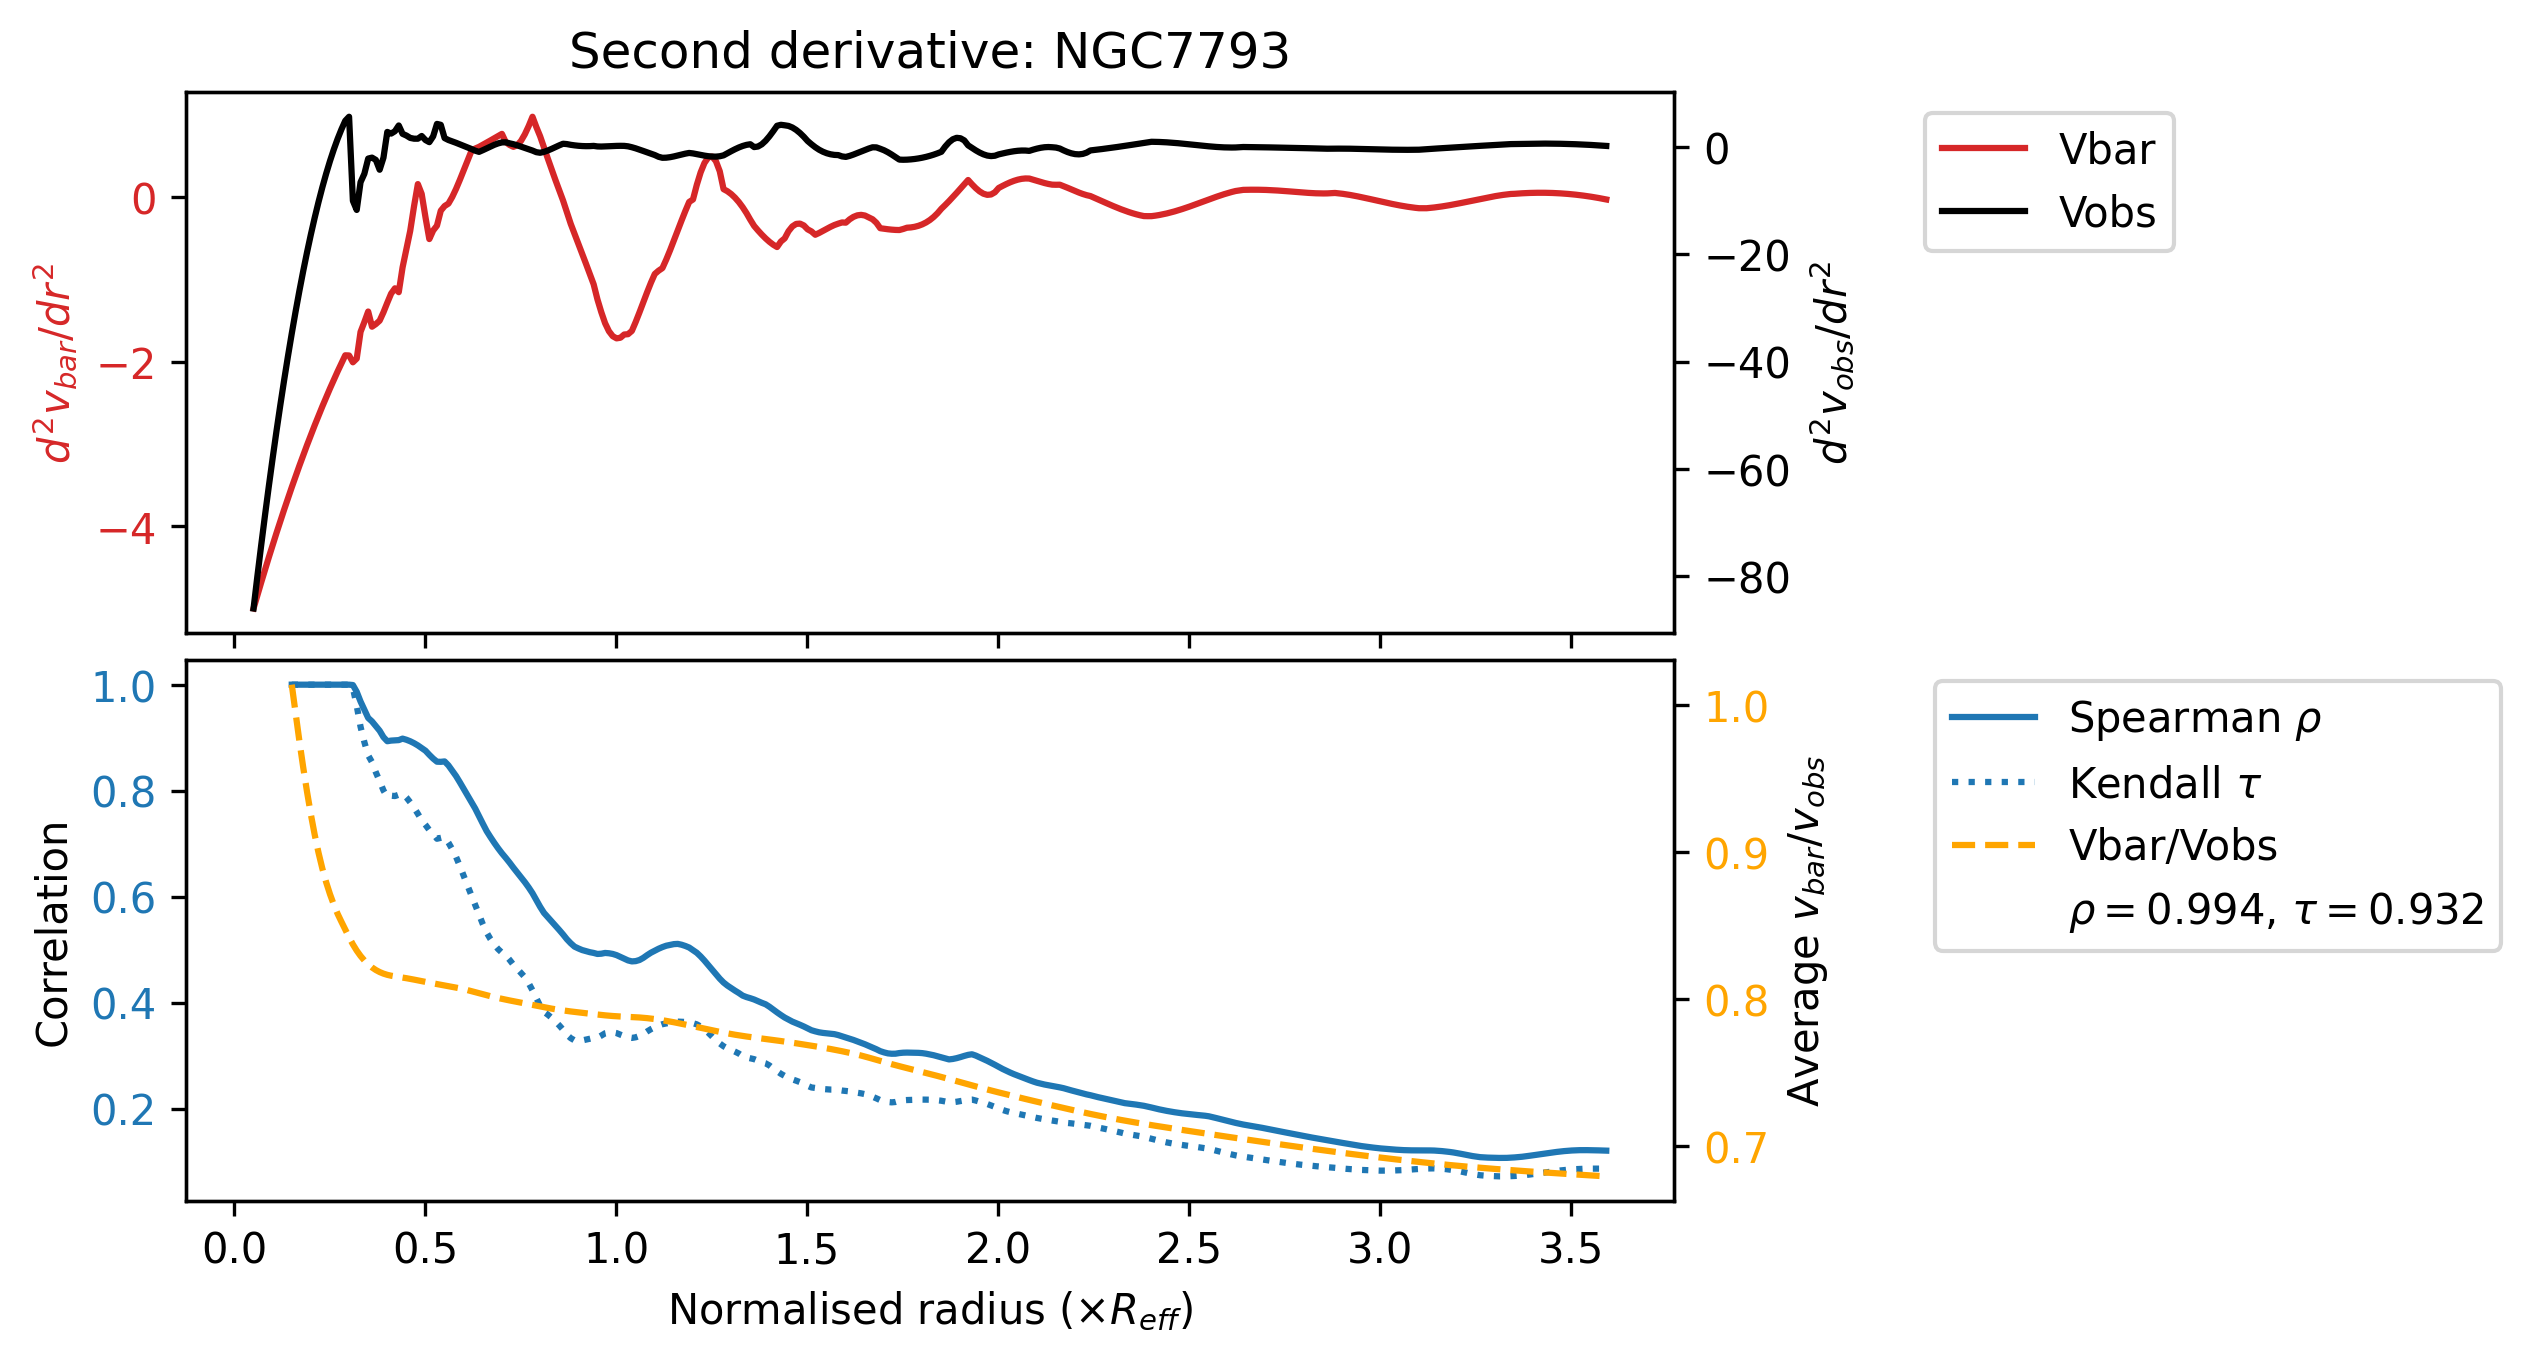 Second derivative: NGC7793
d²v_bar/dr²
0
−2
−4
0
−20
−40
−60
−80
d²v_obs/dr²
Vbar
Vobs
Correlation
1.0
0.8
0.6
0.4
0.2
1.0
0.9
0.8
0.7
Average v_bar/v_obs
Spearman ρ
Kendall τ
Vbar/Vobs
ρ = 0.994, τ = 0.932
0.0 0.5 1.0 1.5 2.0 2.5 3.0 3.5
Normalised radius (×R_eff)